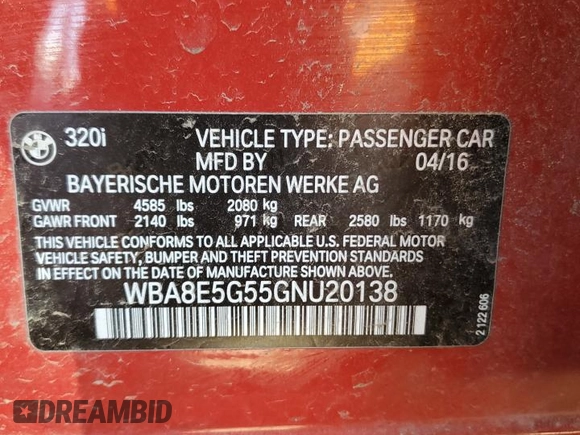 320i VEHICLE TYPE: PASSENGER CAR
MFD BY 04/16
BAYERISCHE MOTOREN WERKE AG
GVWR 4585 lbs 2080 kg
GAWR FRONT 2140 lbs 971 kg REAR 2580 lbs 1170 kg
THIS VEHICLE CONFORMS TO ALL APPLICABLE U.S. FEDERAL MOTOR
VEHICLE SAFETY, BUMPER AND THEFT PREVENTION STANDARDS
IN EFFECT ON THE DATE OF MANUFACTURE SHOWN ABOVE.
WBA8E5G55GNU20138
2 122 606
DREAMBID